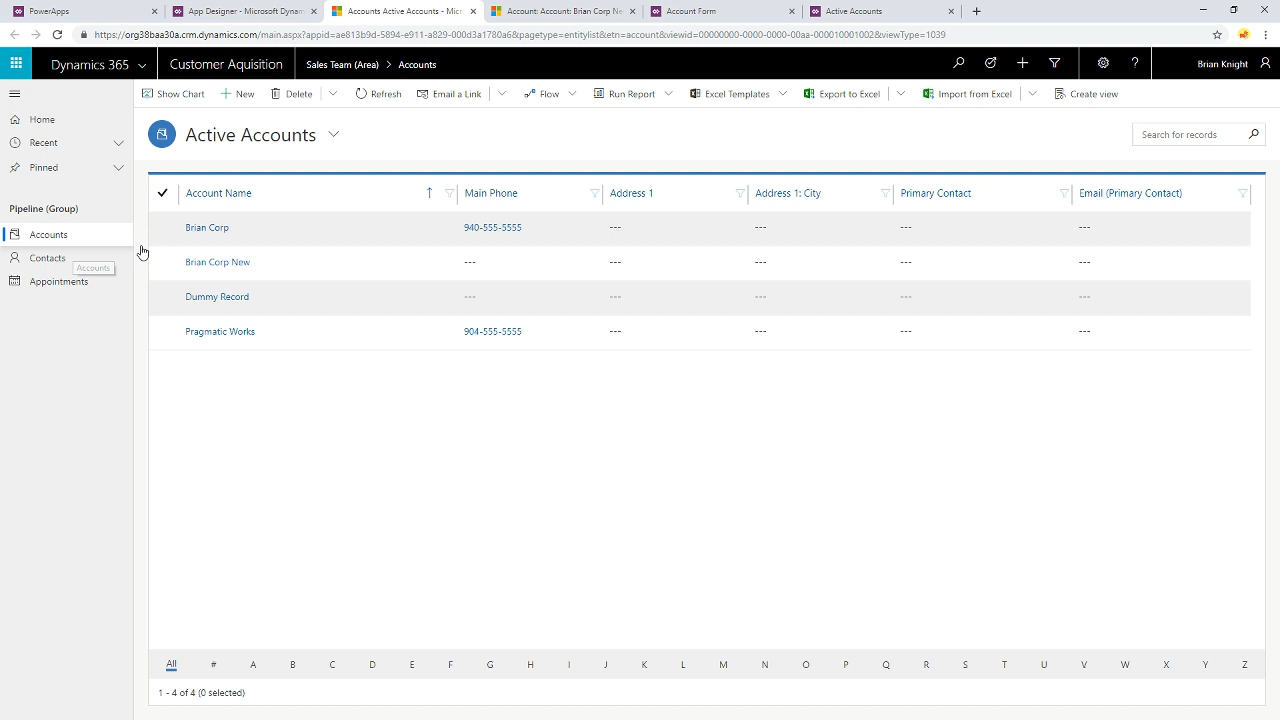 PowerApps
App Designer - Microsoft Dynam
Accounts Active Accounts - Micr
Account: Account: Brian Corp Ne
Account Form
Active Accounts
https://org38baa30a.crm.dynamics.com/main.aspx?appid=ae813b9d-5894-e911-a829-000d3a1780a6&pagetype=entitylist&etn=account&viewid=00000000-0000-0000-00aa-000010001002&viewType=1039
Dynamics 365
Customer Aquisition
Sales Team (Area) > Accounts
Brian Knight
Show Chart
New
Delete
Refresh
Email a Link
Flow
Run Report
Excel Templates
Export to Excel
Import from Excel
Create view
Home
Recent
Pinned
Pipeline (Group)
Accounts
Contacts
Accounts
Appointments
Active Accounts
Search for records
Account Name
Main Phone
Address 1
Address 1: City
Primary Contact
Email (Primary Contact)
Brian Corp 940-555-5555 --- --- --- ---
Brian Corp New --- --- --- --- ---
Dummy Record --- --- --- --- ---
Pragmatic Works 904-555-5555 --- --- --- ---
All # A B C D E F G H I J K L M N O P Q R S T U V W X Y Z
1 - 4 of 4 (0 selected)